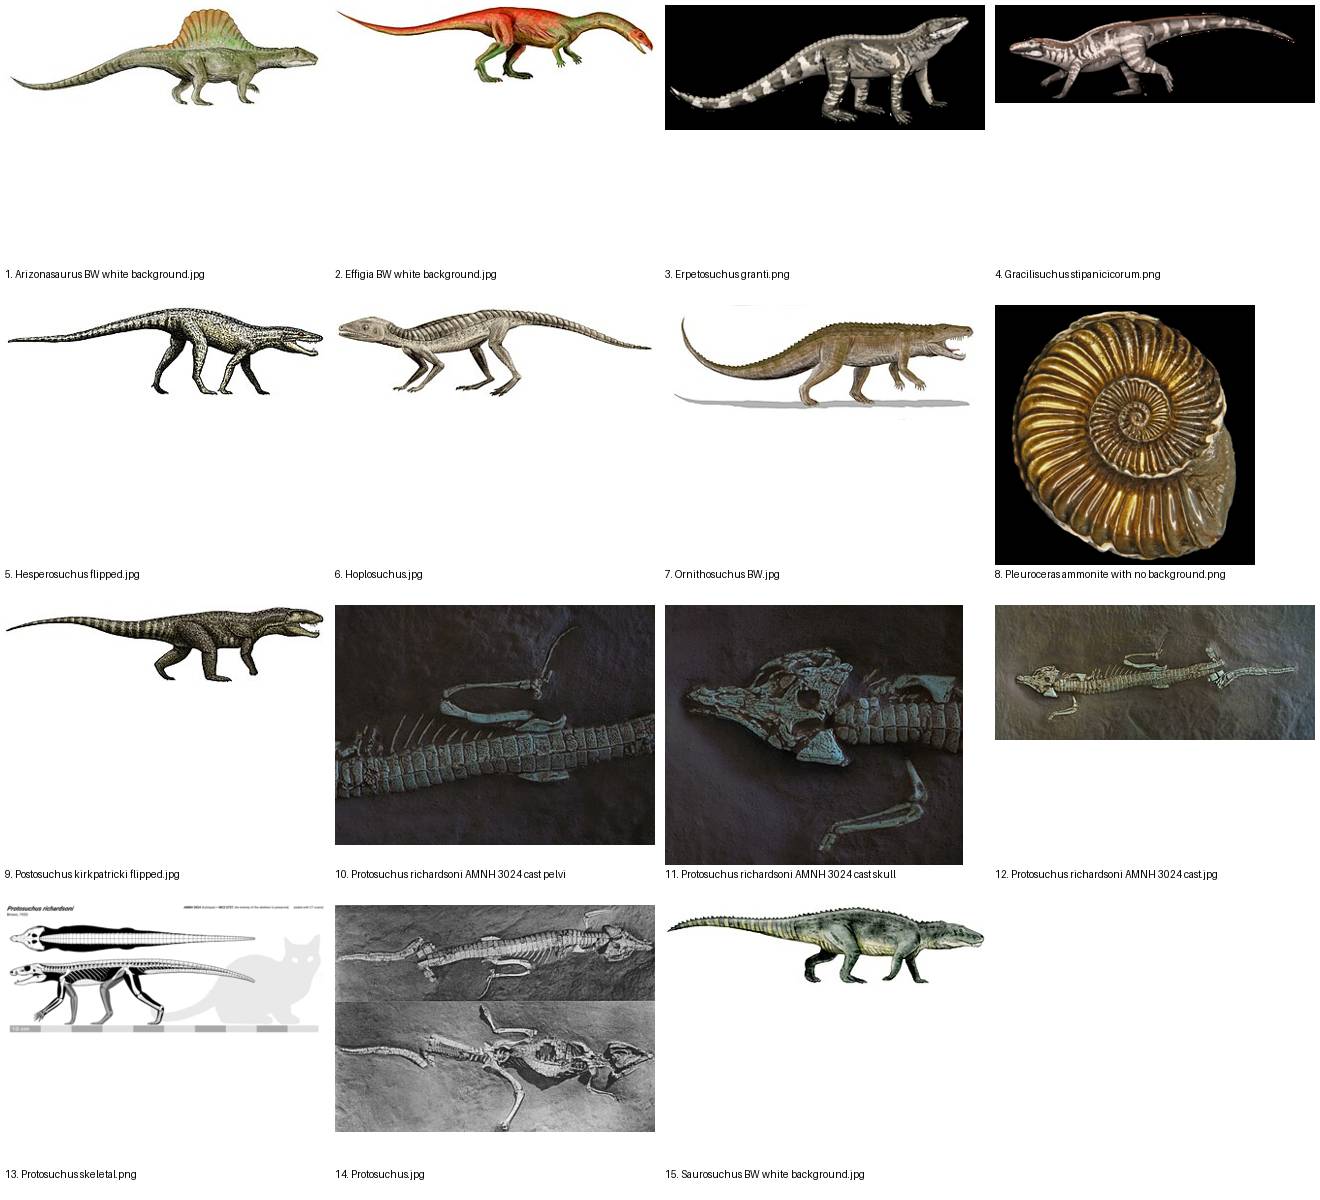 1. Arizonasaurus BW white background.jpg
2. Effigia BW white background.jpg
3. Erpetosuchus granti.png
4. Gracilisuchus stipanicicorum.png
5. Hesperosuchus flipped.jpg
6. Hoplosuchus.jpg
7. Ornithosuchus BW.jpg
8. Pleuroceras ammonite with no background.png
9. Postosuchus kirkpatricki flipped.jpg
10. Protosuchus richardsoni AMNH 3024 cast pelvi
11. Protosuchus richardsoni AMNH 3024 cast skull
12. Protosuchus richardsoni AMNH 3024 cast.jpg
Protosuchus richardsoni
13. Protosuchus skeletal.png
14. Protosuchus.jpg
15. Saurosuchus BW white background.jpg